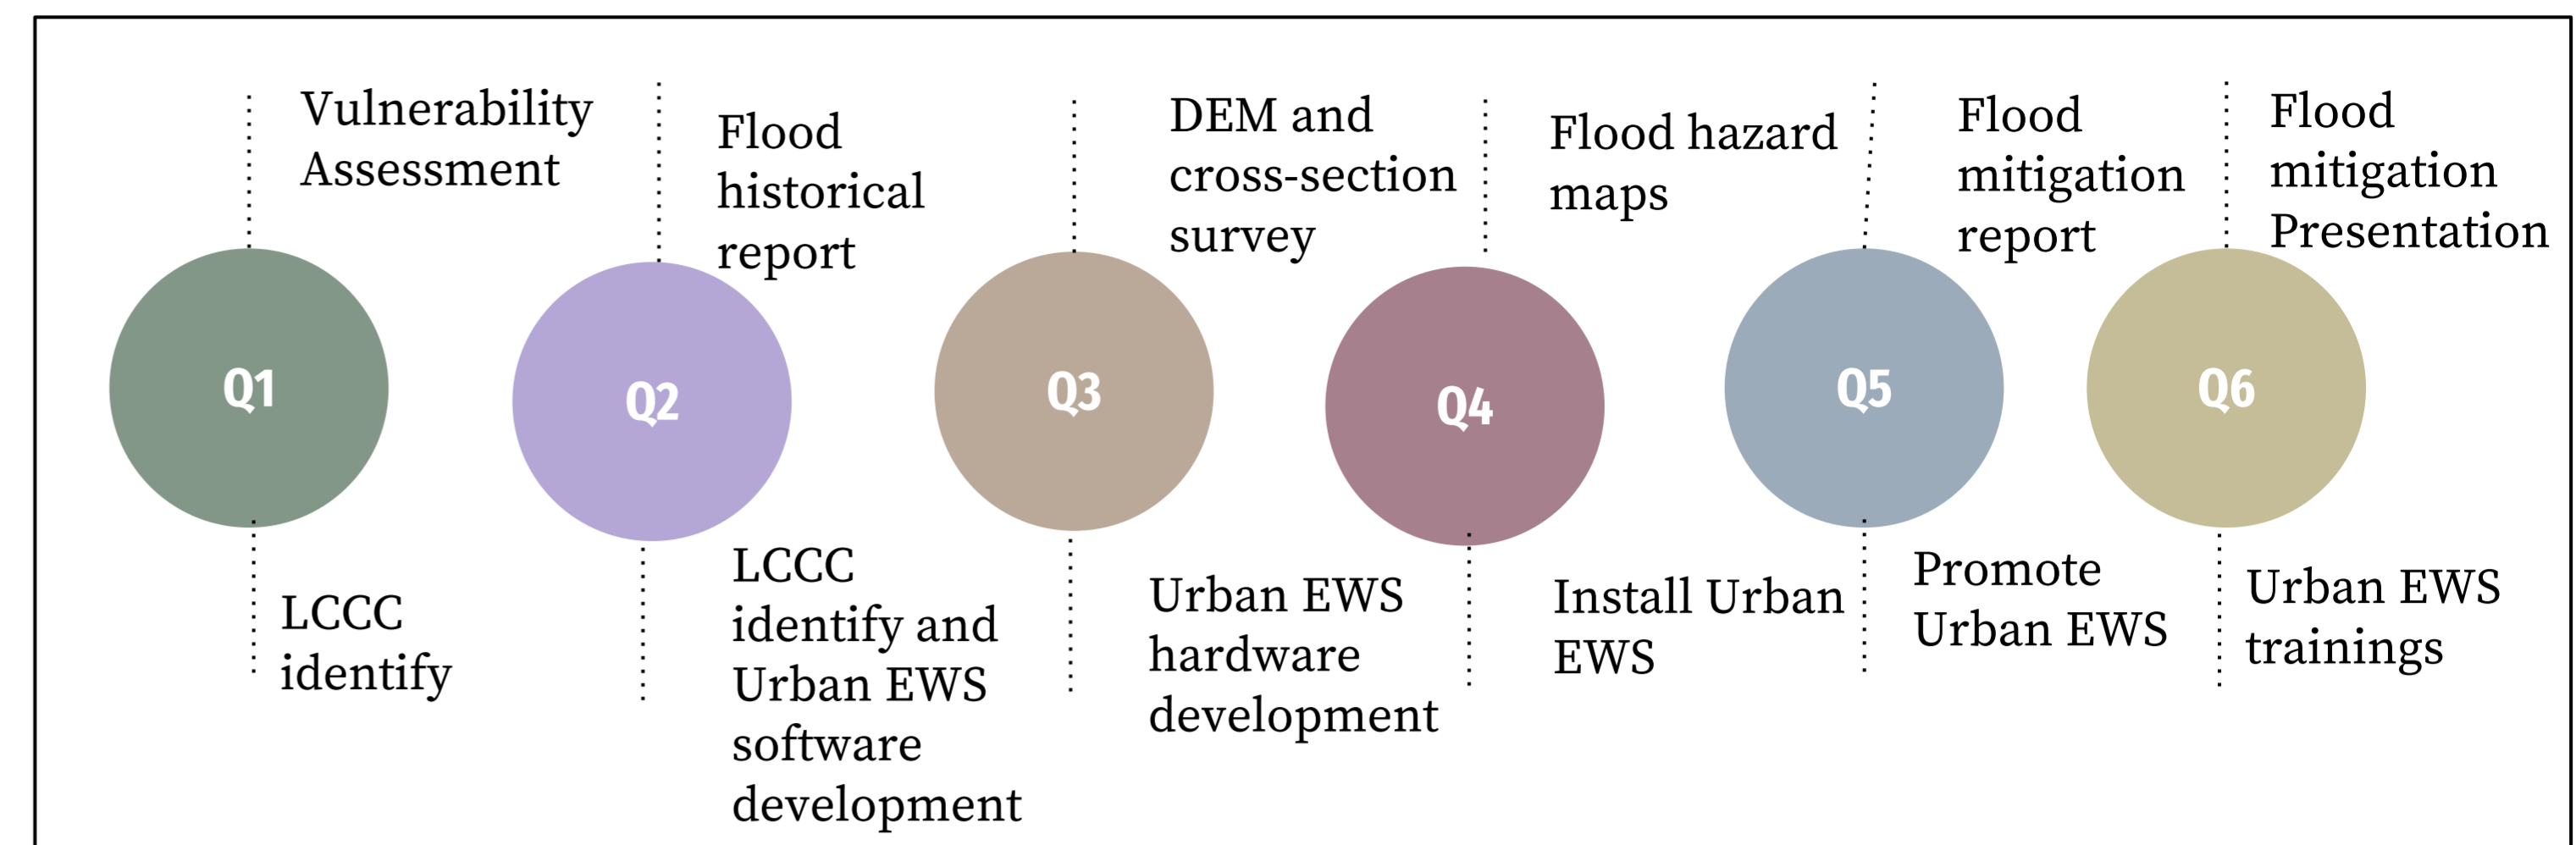 Vulnerability
Assessment
Flood
historical
report
DEM and
cross-section
survey
Flood hazard
maps
Flood
mitigation
report
Flood
mitigation
Presentation
Q1
Q2
Q3
Q4
Q5
Q6
LCCC
identify
LCCC
identify and
Urban EWS
software
development
Urban EWS
hardware
development
Install Urban
EWS
Promote
Urban EWS
Urban EWS
trainings